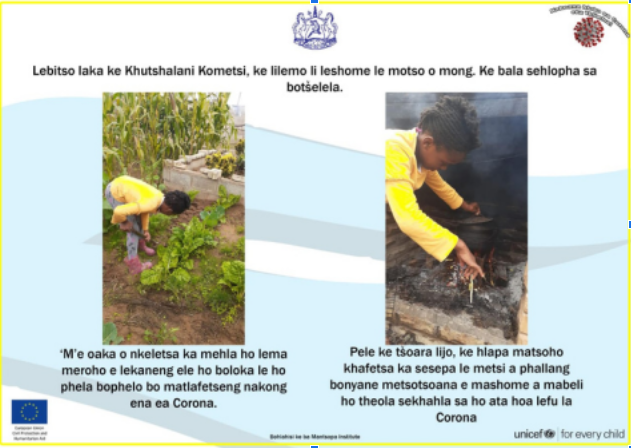 Lebitso laka ke Khutshalani Kometsi, ke lilemo li leshome le motso o mong. Ke bala sehlopha sa
botšelela.
'M'e oaka o nkeletsa ka mehla ho lema
meroho e lekaneng ele ho boloka le ho
phela bophelo bo matlafetseng nakong
ena ea Corona.
Pele ke tšoara lijo, ke hlapa matsoho
khafetsa ka sesepa le metsi a phallang
bonyane metsotsoana e mashome a mabeli
ho theola sekhahla sa ho ata hoa lefu la
Corona
European Union
Civil Protection and
Humanitarian Aid
Setšoantšo
unicef for every child